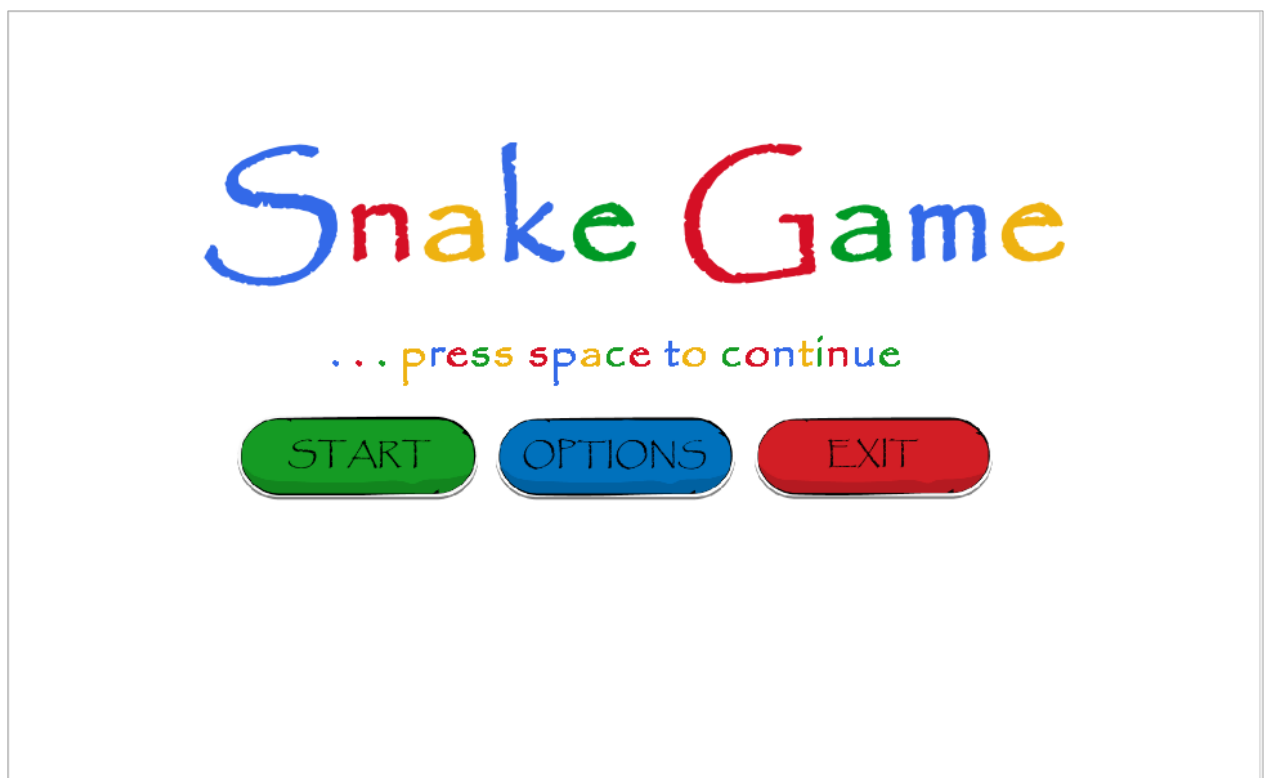 Snake Game
. . . press space to continue
START OPTIONS EXIT